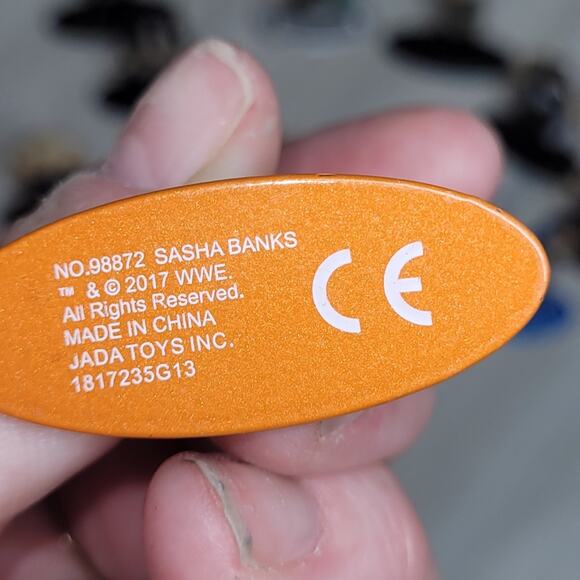 NO.98872 SASHA BANKS
™ & © 2017 WWE.
All Rights Reserved.
MADE IN CHINA
JADA TOYS INC.
1817235G13
CE